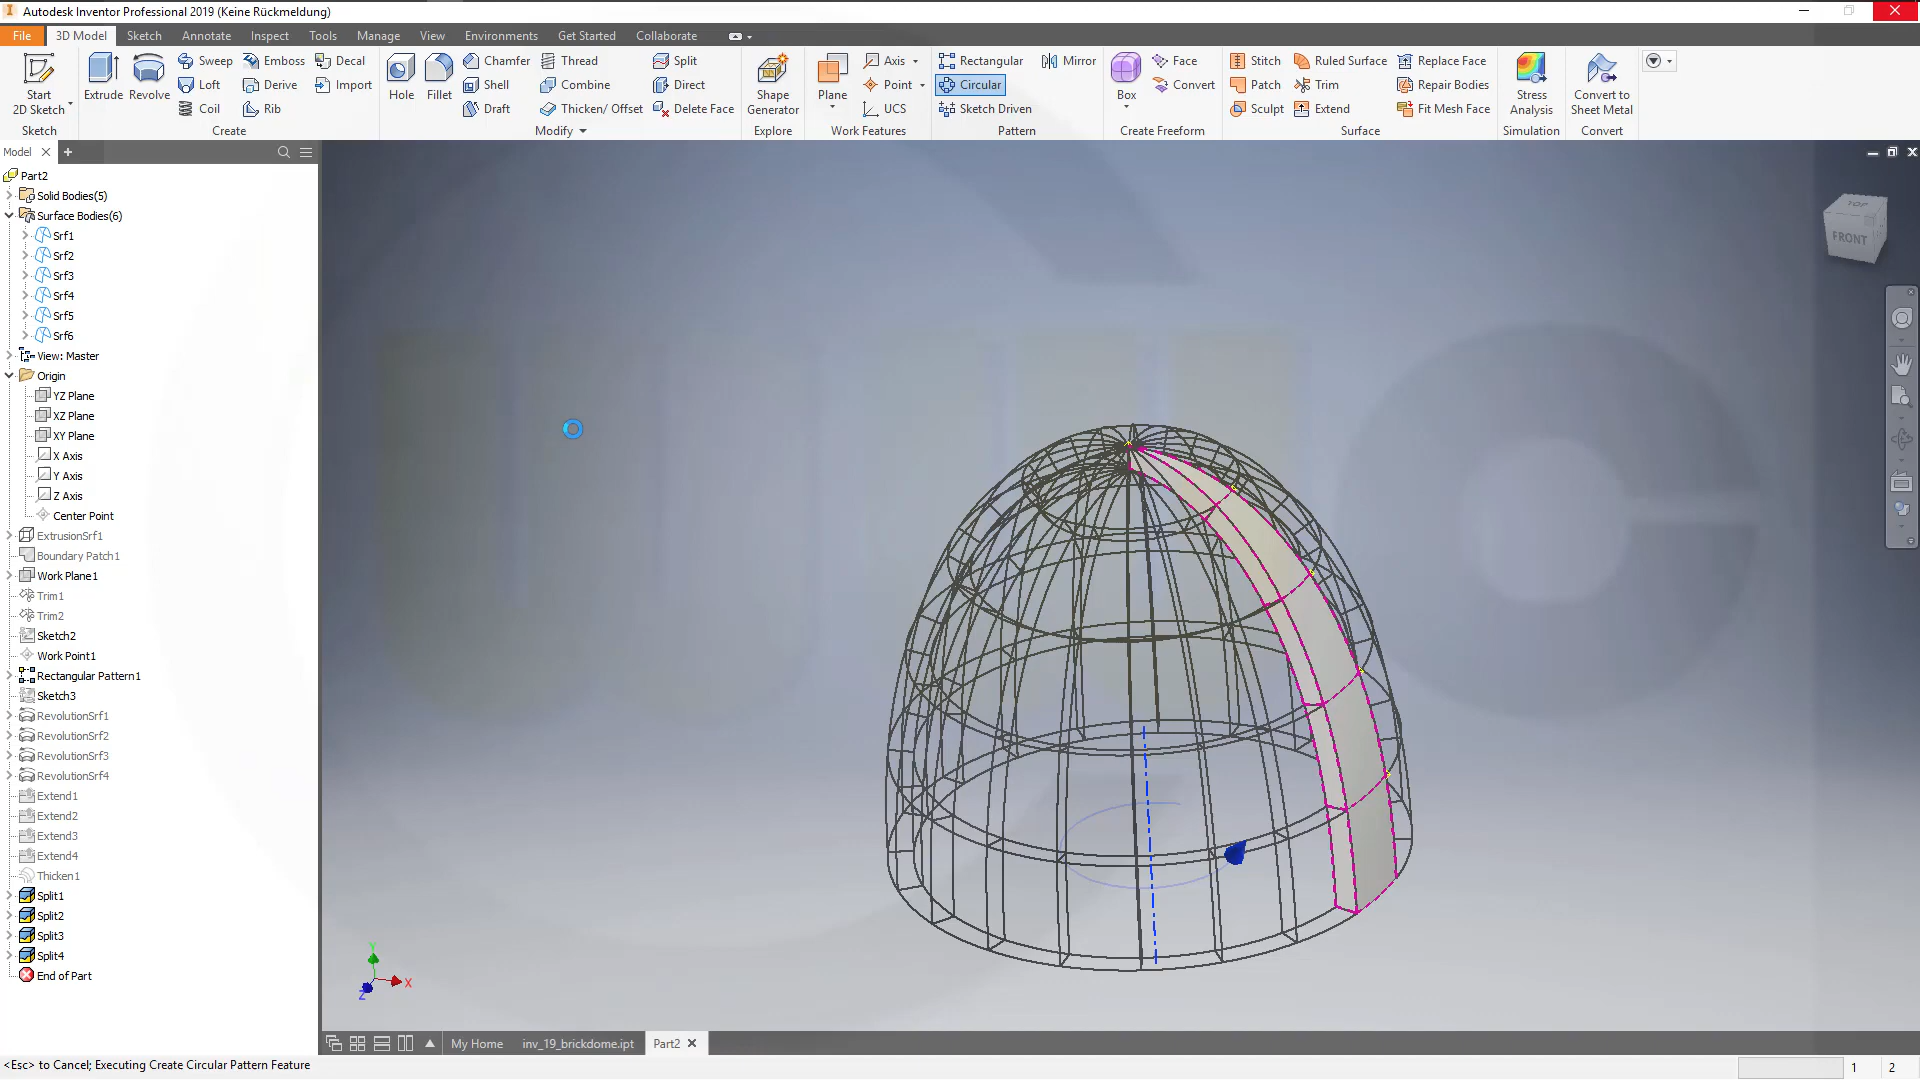 Autodesk Inventor Professional 2019 (Keine Rückmeldung)
File 3D Model Sketch Annotate Inspect Tools Manage View Environments Get Started Collaborate
Start 2D Sketch
Sketch
Extrude Revolve Sweep Emboss Decal
Loft Derive Import
Coil Rib
Create
Hole Fillet Chamfer Thread Split
Shell Combine Direct
Draft Thicken/ Offset Delete Face
Modify
Shape Generator
Explore
Plane Axis
Point
UCS
Work Features
Rectangular Mirror
Circular
Sketch Driven
Pattern
Box Face
Convert
Create Freeform
Stitch Ruled Surface Replace Face
Patch Trim Repair Bodies
Sculpt Extend Fit Mesh Face
Surface
Stress Analysis
Simulation
Convert to Sheet Metal
Convert
Model
Part2
Solid Bodies(5)
Surface Bodies(6)
Srf1
Srf2
Srf3
Srf4
Srf5
Srf6
View: Master
Origin
YZ Plane
XZ Plane
XY Plane
X Axis
Y Axis
Z Axis
Center Point
ExtrusionSrf1
Boundary Patch1
Work Plane1
Trim1
Trim2
Sketch2
Work Point1
Rectangular Pattern1
Sketch3
RevolutionSrf1
RevolutionSrf2
RevolutionSrf3
RevolutionSrf4
Extend1
Extend2
Extend3
Extend4
Thicken1
Split1
Split2
Split3
Split4
End of Part
TOP
FRONT
Y
X
Z
My Home inv_19_brickdome.ipt Part2
<Esc> to Cancel; Executing Create Circular Pattern Feature 1 2